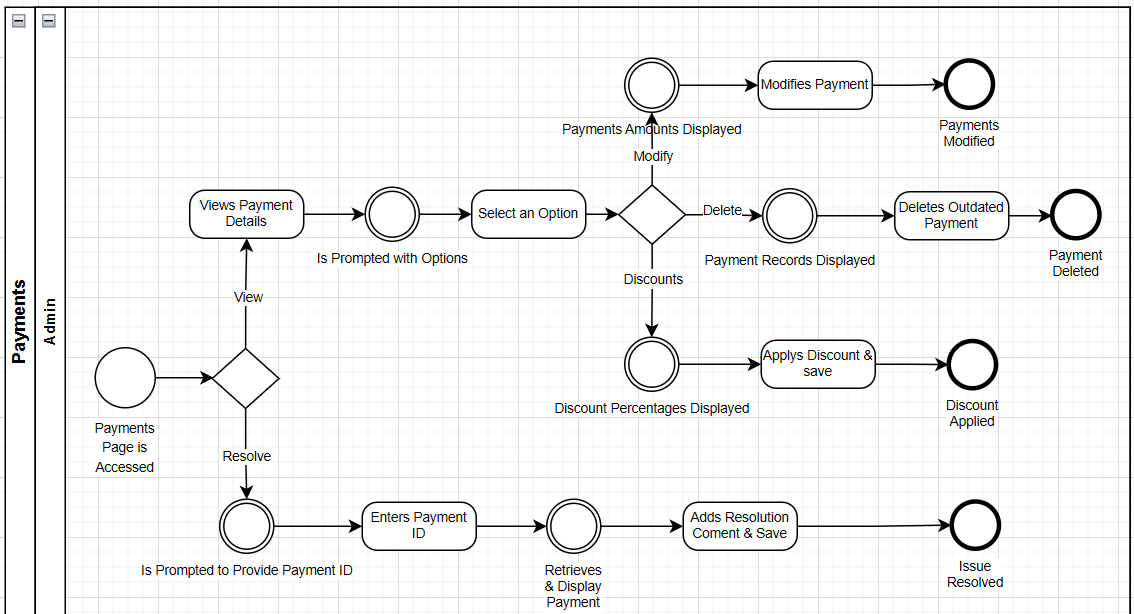 Payments
Admin
Payments Amounts Displayed
Modifies Payment
Payments
Modified
Modify
Views Payment
Details
Is Prompted with Options
Select an Option
Delete
Payment Records Displayed
Deletes Outdated
Payment
Payment
Deleted
View
Discounts
Discount Percentages Displayed
Applys Discount &
save
Discount
Applied
Payments
Page is
Accessed
Resolve
Is Prompted to Provide Payment ID
Enters Payment
ID
Retrieves
& Display
Payment
Adds Resolution
Coment & Save
Issue
Resolved